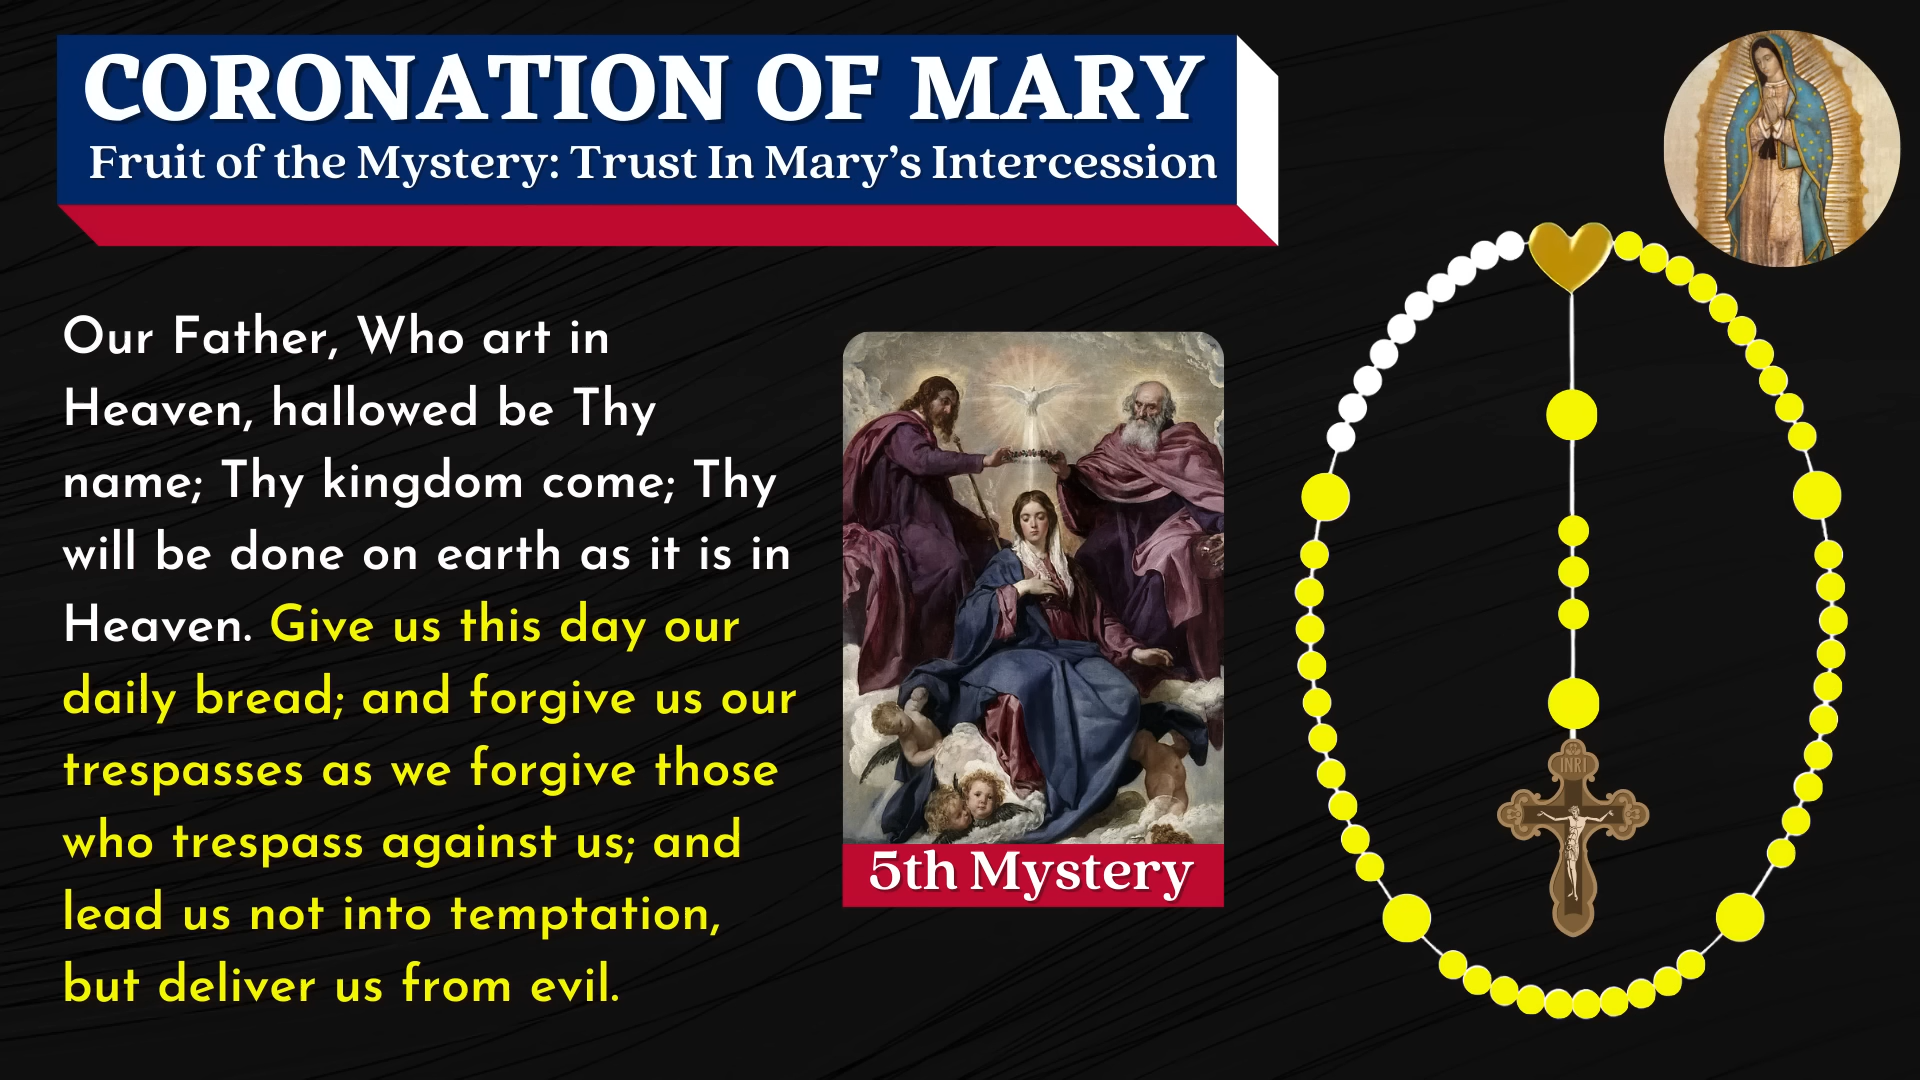 CORONATION OF MARY
Fruit of the Mystery: Trust In Mary's Intercession
Our Father, Who art in
Heaven, hallowed be Thy
name; Thy kingdom come; Thy
will be done on earth as it is in
Heaven. Give us this day our
daily bread; and forgive us our
trespasses as we forgive those
who trespass against us; and
lead us not into temptation,
but deliver us from evil.
5th Mystery
INRI